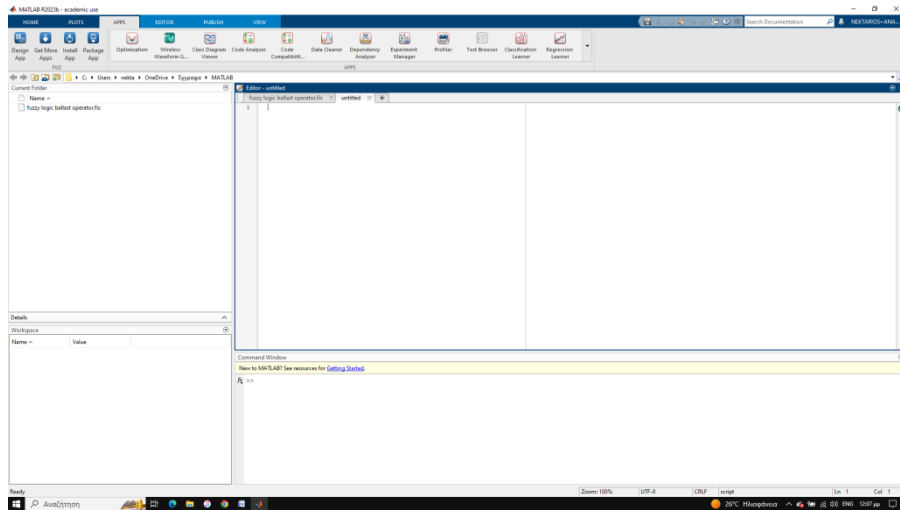 MATLAB R2023b - academic use
HOME PLOTS APPS EDITOR PUBLISH VIEW Search Documentation NEKTARIOS+ANA...
Design App Get More Apps Install App Package App Optimization Wireless Waveform G... Class Diagram Viewer Code Analyzer Code Compatibilit... Data Cleaner Dependency Analyzer Experiment Manager Profiler Test Browser Classification Learner Regression Learner
FILE APPS
C: Users nekta OneDrive Έγγραφα MATLAB
Current Folder Editor - untitled
Name fuzzy logic ballast operator.fis untitled
fuzzy logic ballast operator.fis 1
Details
Workspace
Name Value
Command Window
New to MATLAB? See resources for Getting Started.
fx >>
Ready Zoom: 100% UTF-8 CRLF script Ln 1 Col 1
Αναζήτηση 26°C Ηλιοφάνεια ENG 12:07 μμ